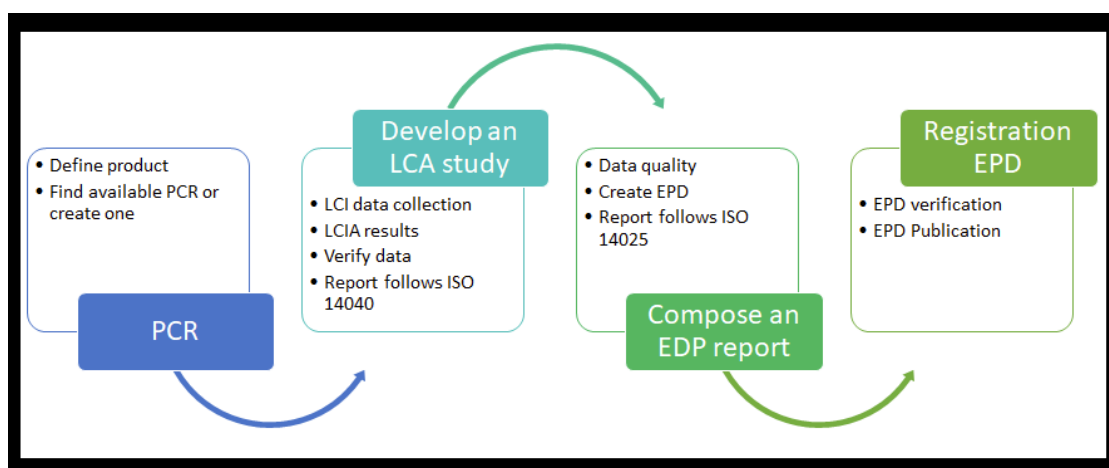 • Define product
• Find available PCR or
create one
PCR
Develop an
LCA study
• LCI data collection
• LCIA results
• Verify data
• Report follows ISO
14040
• Data quality
• Create EPD
• Report follows ISO
14025
Compose an
EDP report
Registration
EPD
• EPD verification
• EPD Publication